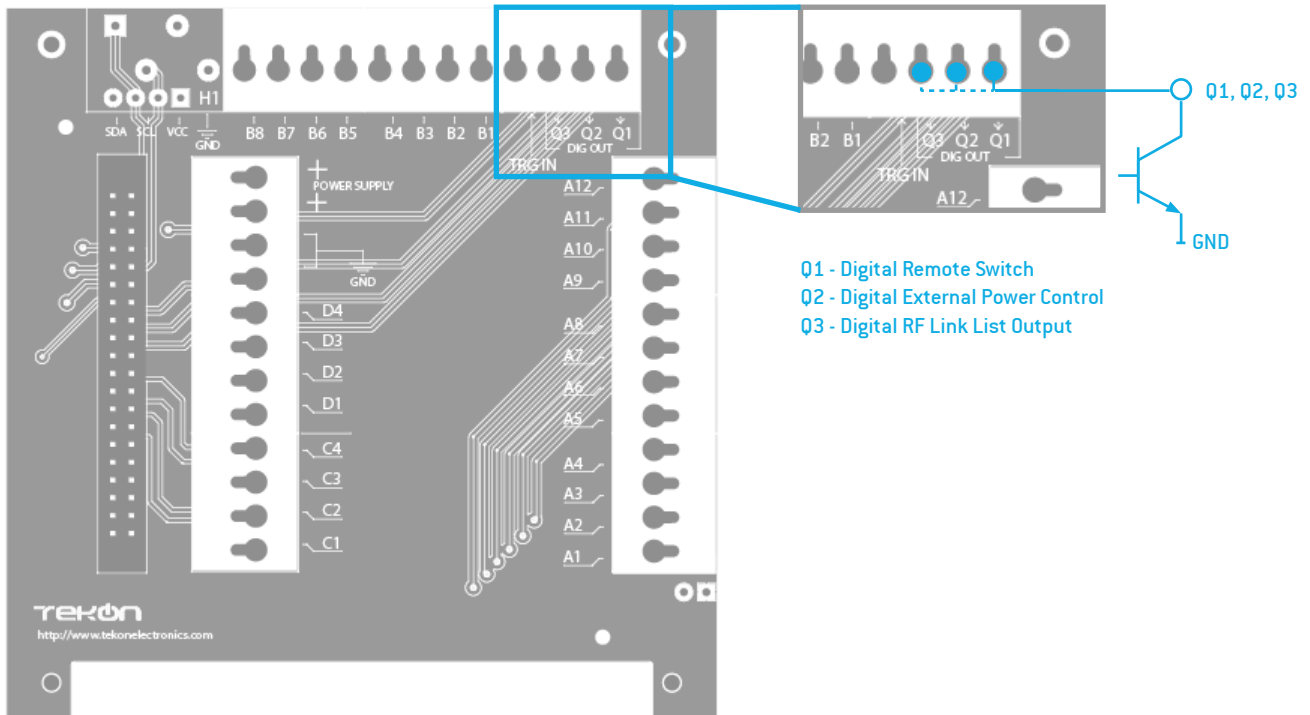 H1
SDA SCL VCC GND B8 B7 B6 B5 B4 B3 B2 B1 Q3 Q2 Q1
DIG OUT
TRG IN
POWER SUPPLY
GND
D4
D3
D2
D1
C4
C3
C2
C1
A12
A11
A10
A9
A8
A7
A6
A5
A4
A3
A2
A1
TEKON
http://www.tekonelectronics.com
B2 B1 Q3 Q2 Q1
DIG OUT
TRG IN
A12
Q1, Q2, Q3
GND
Q1 - Digital Remote Switch
Q2 - Digital External Power Control
Q3 - Digital RF Link List Output